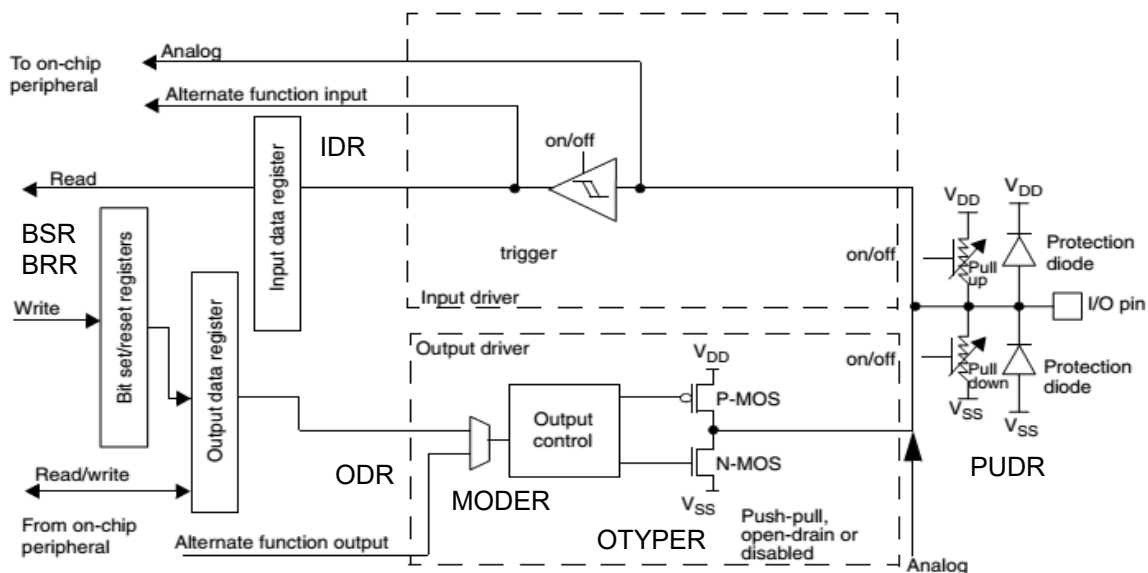 To on-chip
peripheral
Analog
Alternate function input
IDR
on/off
Read
Input data register
BSR
BRR
Bit set/reset registers
Write
Output data register
trigger
Input driver
on/off
VDD
VDD
Pull
up
Protection
diode
I/O pin
Output driver
VDD
on/off
Pull
down
VSS
Protection
diode
VSS
P-MOS
Output
control
N-MOS
VSS
Read/write
ODR
MODER
PUDR
From on-chip
peripheral
Alternate function output
OTYPER
Push-pull,
open-drain or
disabled
Analog